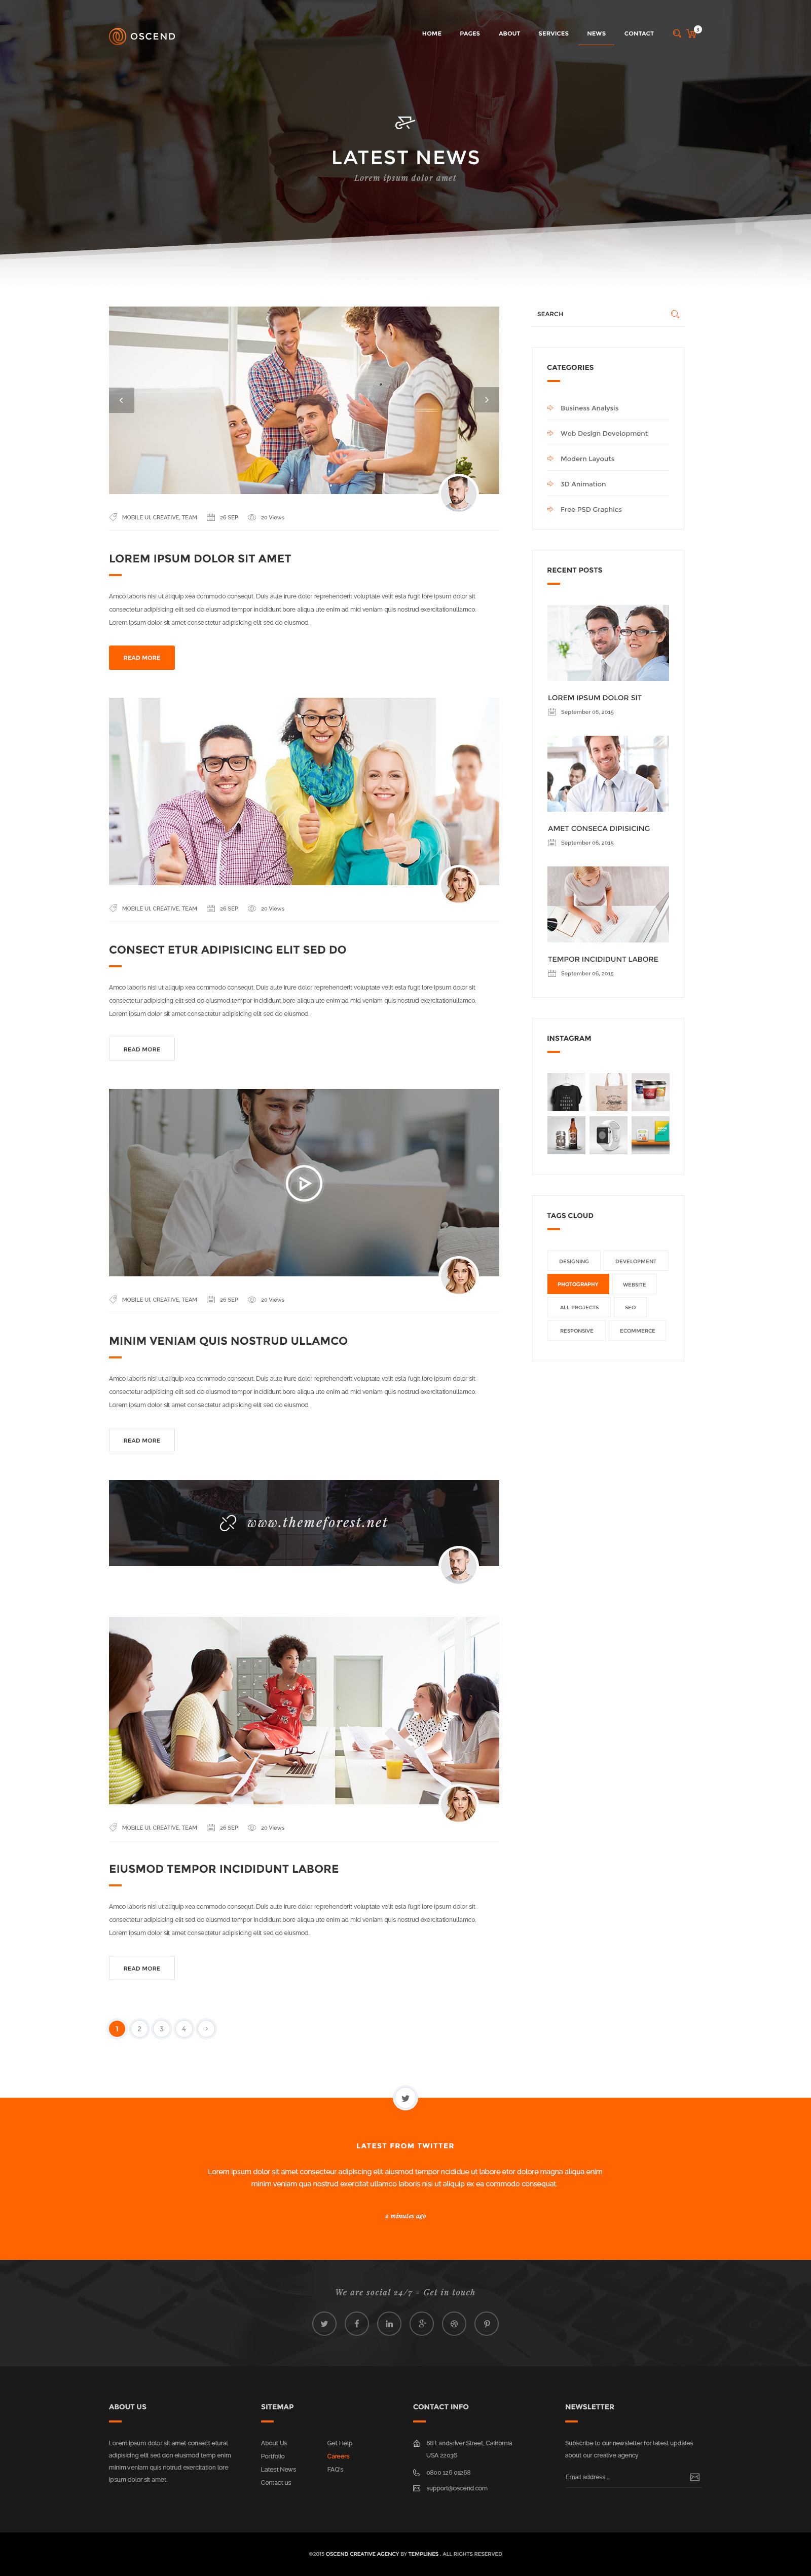 OSCEND
HOME PAGES ABOUT SERVICES NEWS CONTACT
LATEST NEWS
Lorem ipsum dolor amet
MOBILE UI, CREATIVE, TEAM 26 SEP 20 Views
LOREM IPSUM DOLOR SIT AMET
Amco laboris nisi ut aliquip xea commodo consequt. Duis aute irure dolor reprehenderit voluptate velit esla fugit lore ipsum dolor sit
consectetur adipisicing elit sed do eiusmod tempor incididunt bore aliqua ute enim ad mid veniam quis nostrud exercitationullamco.
Lorem ipsum dolor sit amet consectetur adipisicing elit sed do eiusmod.
READ MORE
MOBILE UI, CREATIVE, TEAM 26 SEP 20 Views
CONSECT ETUR ADIPISICING ELIT SED DO
Amco laboris nisi ut aliquip xea commodo consequt. Duis aute irure dolor reprehenderit voluptate velit esla fugit lore ipsum dolor sit
consectetur adipisicing elit sed do eiusmod tempor incididunt bore aliqua ute enim ad mid veniam quis nostrud exercitationullamco.
Lorem ipsum dolor sit amet consectetur adipisicing elit sed do eiusmod.
READ MORE
MOBILE UI, CREATIVE, TEAM 26 SEP 20 Views
MINIM VENIAM QUIS NOSTRUD ULLAMCO
Amco laboris nisi ut aliquip xea commodo consequt. Duis aute irure dolor reprehenderit voluptate velit esla fugit lore ipsum dolor sit
consectetur adipisicing elit sed do eiusmod tempor incididunt bore aliqua ute enim ad mid veniam quis nostrud exercitationullamco.
Lorem ipsum dolor sit amet consectetur adipisicing elit sed do eiusmod.
READ MORE
www.themeforest.net
MOBILE UI, CREATIVE, TEAM 26 SEP 20 Views
EIUSMOD TEMPOR INCIDIDUNT LABORE
Amco laboris nisi ut aliquip xea commodo consequt. Duis aute irure dolor reprehenderit voluptate velit esla fugit lore ipsum dolor sit
consectetur adipisicing elit sed do eiusmod tempor incididunt bore aliqua ute enim ad mid veniam quis nostrud exercitationullamco.
Lorem ipsum dolor sit amet consectetur adipisicing elit sed do eiusmod.
READ MORE
1 2 3 4 >
SEARCH
CATEGORIES
Business Analysis
Web Design Development
Modern Layouts
3D Animation
Free PSD Graphics
RECENT POSTS
LOREM IPSUM DOLOR SIT
September 06, 2015
AMET CONSECA DIPISICING
September 06, 2015
TEMPOR INCIDIDUNT LABORE
September 06, 2015
INSTAGRAM
TAGS CLOUD
DESIGNING DEVELOPMENT
PHOTOGRAPHY WEBSITE
ALL PROJECTS SEO
RESPONSIVE ECOMMERCE
LATEST FROM TWITTER
Lorem ipsum dolor sit amet consecteur adipiscing elit aiusmod tempor ncididue ut labore etor dolore magna aliqua enim
minim veniam qua nostrud exercitat ullamco laboris nisi ut aliquip ex ea commodo consequat.
2 minutes ago
We are social 24/7 - Get in touch
ABOUT US
Lorem ipsum dolor sit amet consect etural
adipisicing elit sed don eiusmod temp enim
minim veniam quis notrud exercitation lore
ipsum dolor sit amet.
SITEMAP
About Us
Portfolio
Latest News
Contact us
Get Help
Careers
FAQ's
CONTACT INFO
68 Landsriver Street, California
USA 22036
0800 126 01268
support@oscend.com
NEWSLETTER
Subscribe to our newsletter for latest updates
about our creative agency
Email address ...
©2015 OSCEND CREATIVE AGENCY BY TEMPLINES . ALL RIGHTS RESERVED